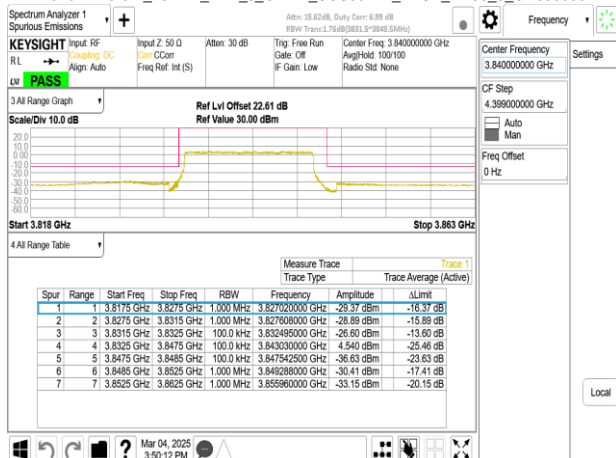 Spectrum Analyzer 1
Spurious Emissions
Attn: 15.62dB, Duty Corr: 6.99 dB
RBW Trans:1.76dB(3831.5~3848.5MHz)
Frequency
KEYSIGHT
RL
PASS
Input: RF
Coupling: DC
Align: Auto
Input Z: 50 Ω
Corr CCorr
Freq Ref: Int (S)
Atten: 30 dB
Trig: Free Run
Gate: Off
IF Gain: Low
Center Freq: 3.840000000 GHz
Avg|Hold: 100/100
Radio Std: None
Center Frequency
3.840000000 GHz
Settings
CF Step
4.399000000 GHz
Auto
Man
Freq Offset
0 Hz
3 All Range Graph
Scale/Div 10.0 dB
Ref Lvl Offset 22.61 dB
Ref Value 30.00 dBm
20.0
10.0
0.00
-10.0
-20.0
-30.0
-40.0
-50.0
-60.0
Start 3.818 GHz
Stop 3.863 GHz
4 All Range Table
Measure Trace Trace 1
Trace Type Trace Average (Active)
Spur Range Start Freq Stop Freq RBW Frequency Amplitude ΔLimit
1 1 3.8175 GHz 3.8275 GHz 1.000 MHz 3.827020000 GHz -29.37 dBm -16.37 dB
2 2 3.8275 GHz 3.8315 GHz 1.000 MHz 3.827608000 GHz -28.89 dBm -15.89 dB
3 3 3.8315 GHz 3.8325 GHz 100.0 kHz 3.832495000 GHz -26.60 dBm -13.60 dB
4 4 3.8325 GHz 3.8475 GHz 100.0 kHz 3.843030000 GHz 4.540 dBm -25.46 dB
5 5 3.8475 GHz 3.8485 GHz 100.0 kHz 3.847542500 GHz -36.63 dBm -23.63 dB
6 6 3.8485 GHz 3.8525 GHz 1.000 MHz 3.849288000 GHz -30.41 dBm -17.41 dB
7 7 3.8525 GHz 3.8625 GHz 1.000 MHz 3.855960000 GHz -33.15 dBm -20.15 dB
Local
Mar 04, 2025
3:50:12 PM